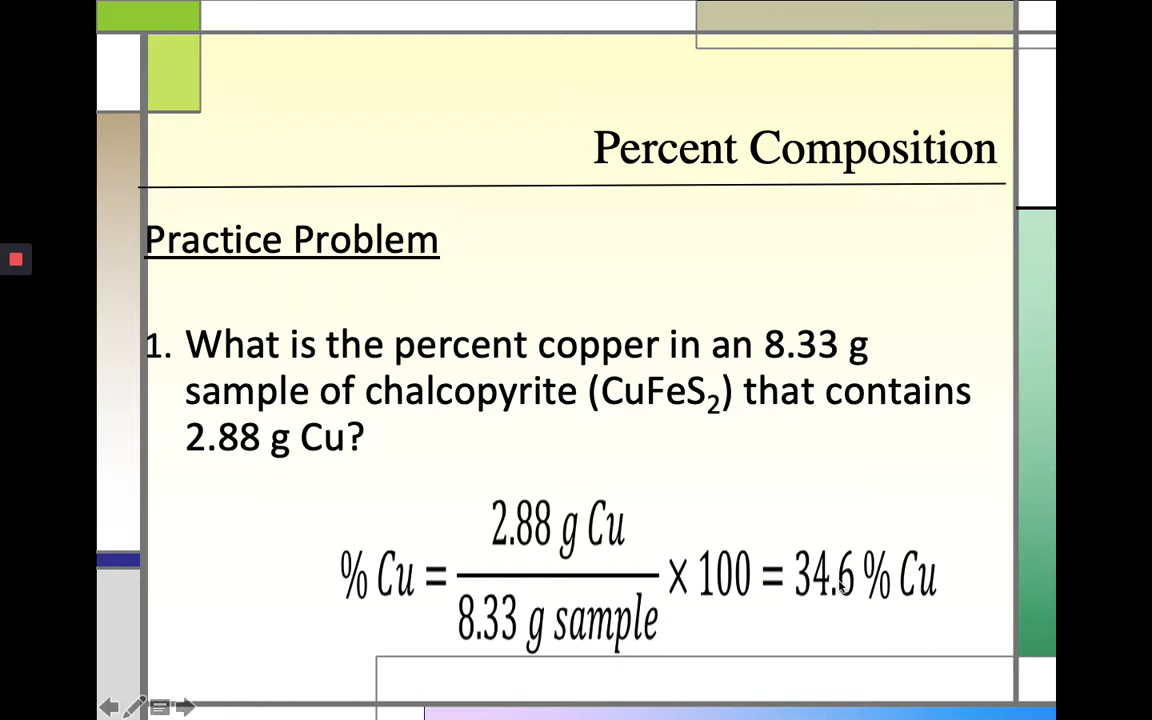 Percent Composition
Practice Problem
1. What is the percent copper in an 8.33 g
sample of chalcopyrite (CuFeS₂) that contains
2.88 g Cu?
2.88 g Cu
% Cu = ――― × 100 = 34.6 % Cu
8.33 g sample